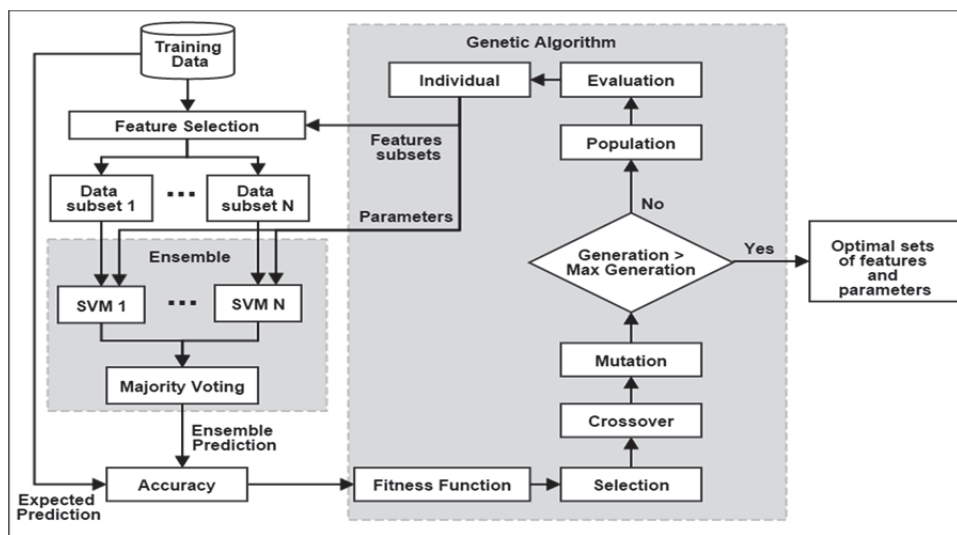 Training
Data
Genetic Algorithm
Individual
Evaluation
Feature Selection
Features
subsets
Population
Data
subset 1
...
Data
subset N
Parameters
No
Ensemble
Generation >
Max Generation
Yes
Optimal sets
of features
and
parameters
SVM 1
...
SVM N
Mutation
Majority Voting
Crossover
Ensemble
Prediction
Expected
Prediction
Accuracy
Fitness Function
Selection